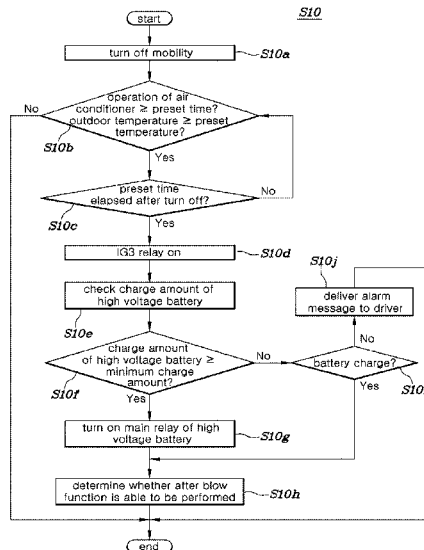 S10
start
turn off mobility
S10a
operation of air
conditioner ≥ preset time?
outdoor temperature ≥ preset
temperature?
No
S10b
Yes
preset time
elapsed after turn off?
No
S10c
Yes
IG3 relay on
S10d
S10j
check charge amount of
high voltage battery
deliver alarm
message to driver
S10e
No
charge amount
of high voltage battery ≥
minimum charge
amount?
No
battery charge?
S10f
Yes
Yes
turn on main relay of high
voltage battery
S10g
determine whether after blow
function is able to be performed
S10h
end